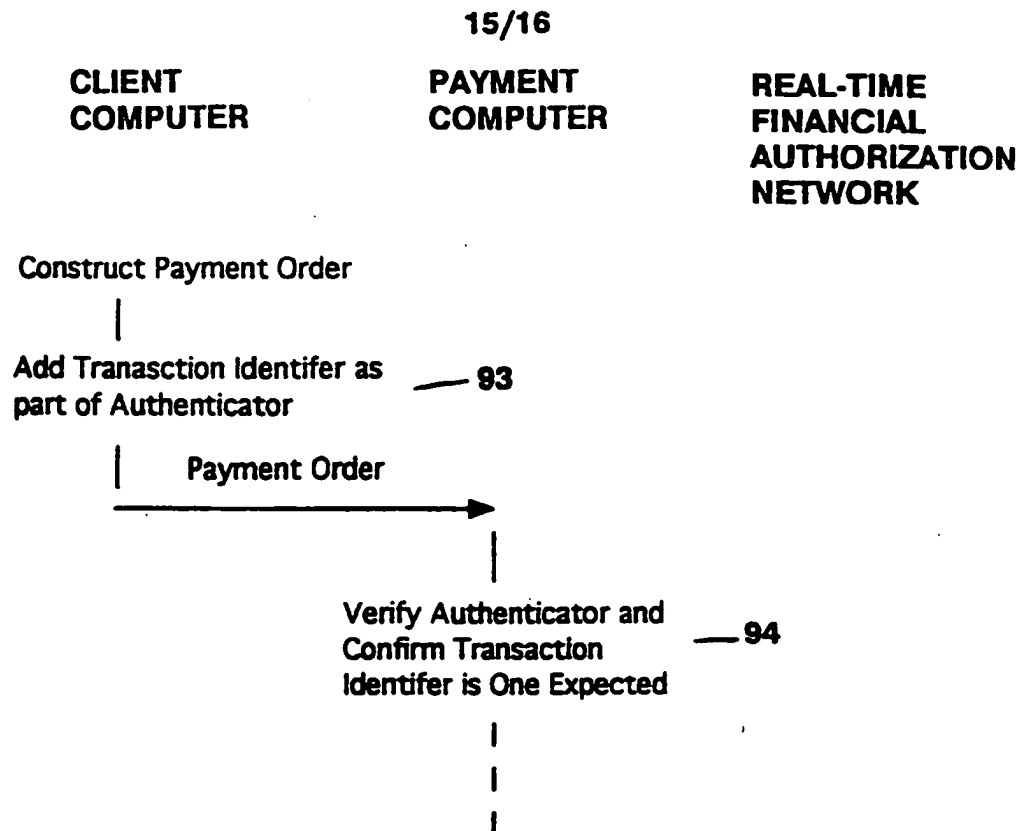 15/16
CLIENT
COMPUTER
PAYMENT
COMPUTER
REAL-TIME
FINANCIAL
AUTHORIZATION
NETWORK
Construct Payment Order
Add Tranasction Identifer as
part of Authenticator
93
Payment Order
Verify Authenticator and
Confirm Transaction
Identifer is One Expected
94